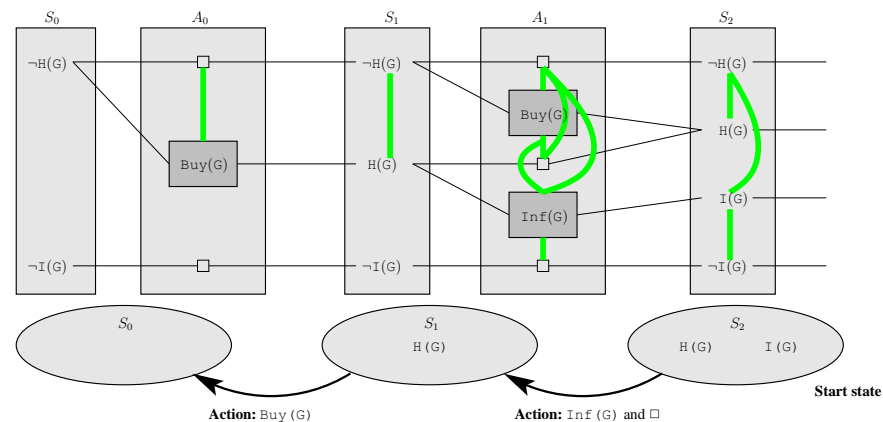 S₀ A₀ S₁ A₁ S₂
¬H(G) ¬H(G) ¬H(G)
Buy(G) H(G)
Buy(G) H(G)
Inf(G) I(G)
¬I(G) ¬I(G) ¬I(G)
S₀ S₁ S₂
H(G) H(G) I(G)
Start state
Action: Buy(G) Action: Inf(G) and □